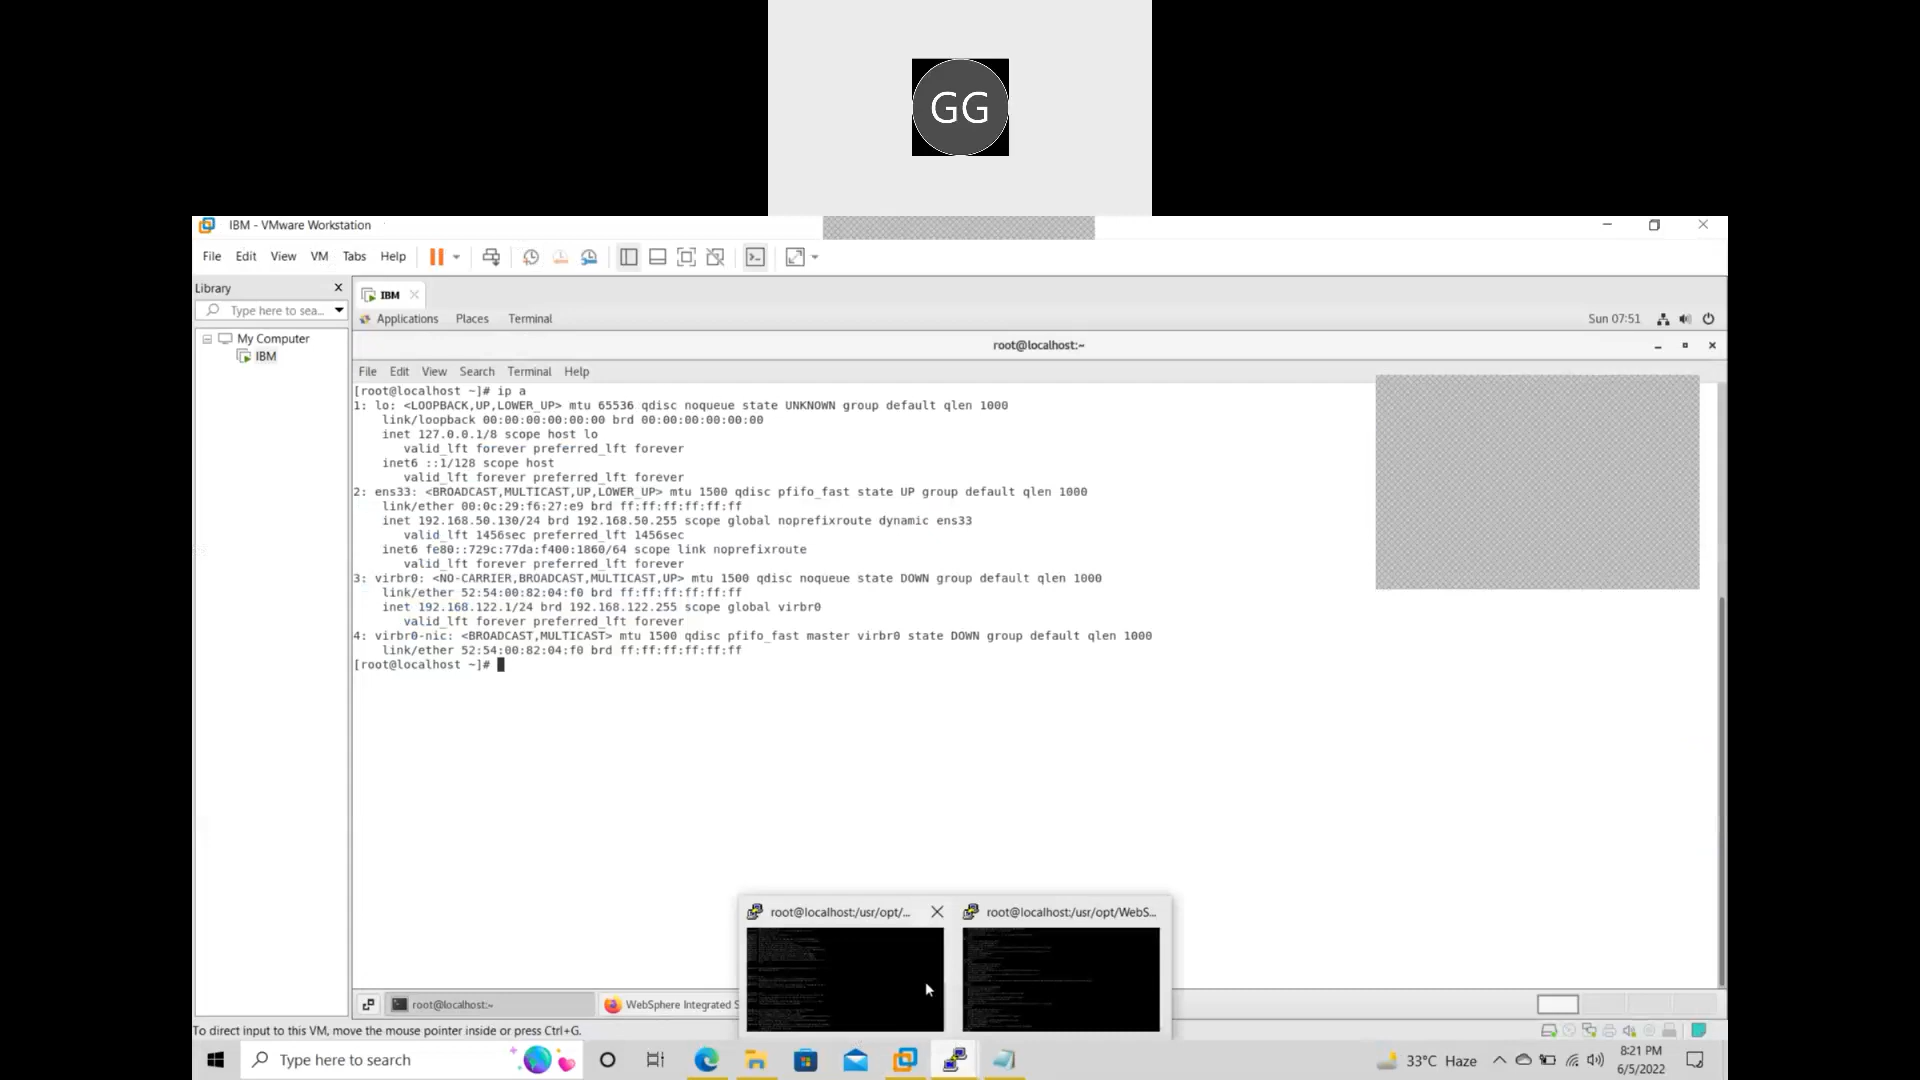 GG
IBM - VMware Workstation
File Edit View VM Tabs Help
Library
Type here to sea...
My Computer
IBM
IBM
Applications Places Terminal
Sun 07:51
root@localhost:~
File Edit View Search Terminal Help
[root@localhost ~]# ip a
1: lo: <LOOPBACK,UP,LOWER_UP> mtu 65536 qdisc noqueue state UNKNOWN group default qlen 1000
link/loopback 00:00:00:00:00:00 brd 00:00:00:00:00:00
inet 127.0.0.1/8 scope host lo
valid_lft forever preferred_lft forever
inet6 ::1/128 scope host
valid_lft forever preferred_lft forever
2: ens33: <BROADCAST,MULTICAST,UP,LOWER_UP> mtu 1500 qdisc pfifo_fast state UP group default qlen 1000
link/ether 00:0c:29:f6:27:e9 brd ff:ff:ff:ff:ff:ff
inet 192.168.50.130/24 brd 192.168.50.255 scope global noprefixroute dynamic ens33
valid_lft 1456sec preferred_lft 1456sec
inet6 fe80::729c:77da:f400:1860/64 scope link noprefixroute
valid_lft forever preferred_lft forever
3: virbr0: <NO-CARRIER,BROADCAST,MULTICAST,UP> mtu 1500 qdisc noqueue state DOWN group default qlen 1000
link/ether 52:54:00:82:04:f0 brd ff:ff:ff:ff:ff:ff
inet 192.168.122.1/24 brd 192.168.122.255 scope global virbr0
valid_lft forever preferred_lft forever
4: virbr0-nic: <BROADCAST,MULTICAST> mtu 1500 qdisc pfifo_fast master virbr0 state DOWN group default qlen 1000
link/ether 52:54:00:82:04:f0 brd ff:ff:ff:ff:ff:ff
[root@localhost ~]#
root@localhost:/usr/opt/...
root@localhost:/usr/opt/WebS...
root@localhost:~
WebSphere Integrated S
To direct input to this VM, move the mouse pointer inside or press Ctrl+G.
Type here to search
33°C Haze
8:21 PM
6/5/2022